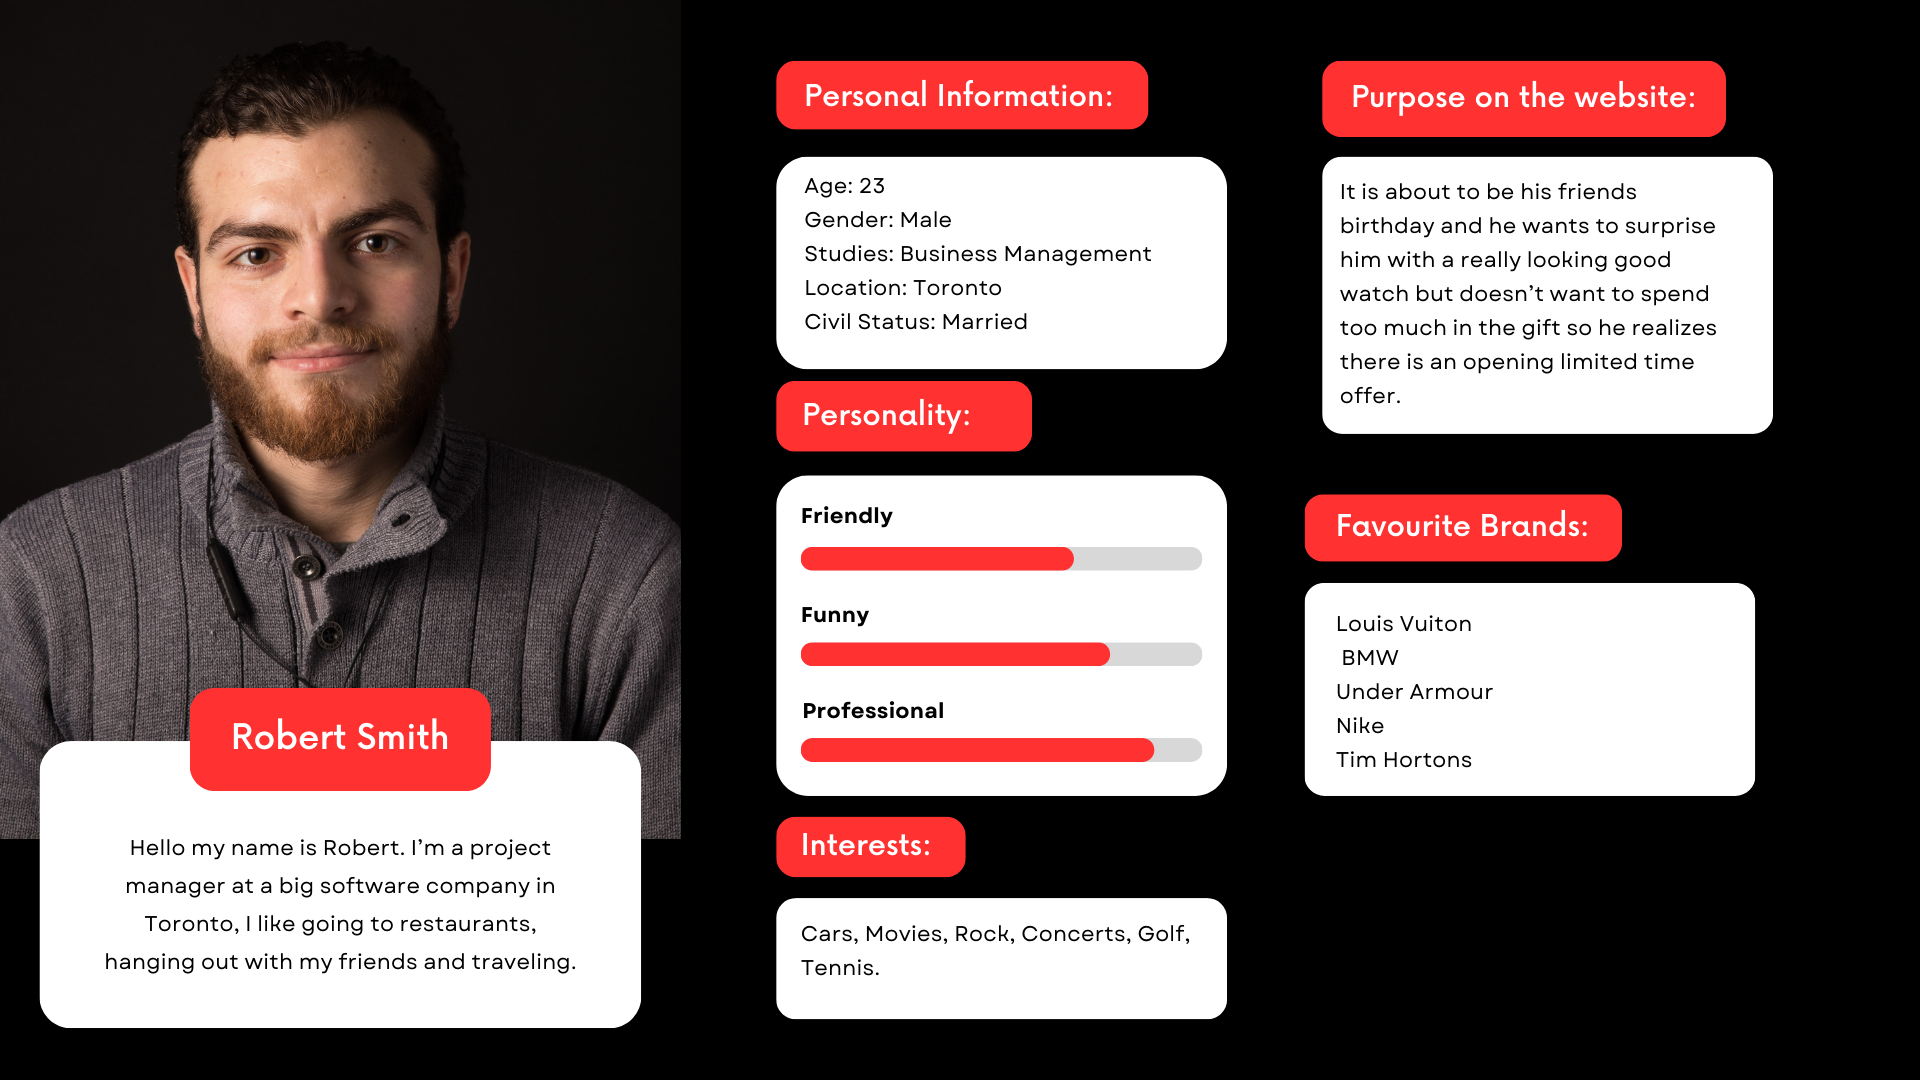 Robert Smith
Hello my name is Robert. I’m a project
manager at a big software company in
Toronto, I like going to restaurants,
hanging out with my friends and traveling.
Personal Information:
Age: 23
Gender: Male
Studies: Business Management
Location: Toronto
Civil Status: Married
Personality:
Friendly
Funny
Professional
Interests:
Cars, Movies, Rock, Concerts, Golf,
Tennis.
Purpose on the website:
It is about to be his friends
birthday and he wants to surprise
him with a really looking good
watch but doesn’t want to spend
too much in the gift so he realizes
there is an opening limited time
offer.
Favourite Brands:
Louis Vuiton
BMW
Under Armour
Nike
Tim Hortons